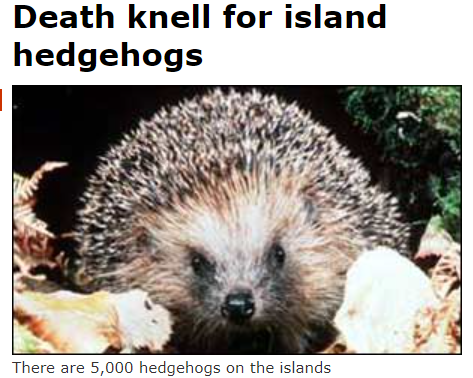 Death knell for island
hedgehogs
There are 5,000 hedgehogs on the islands